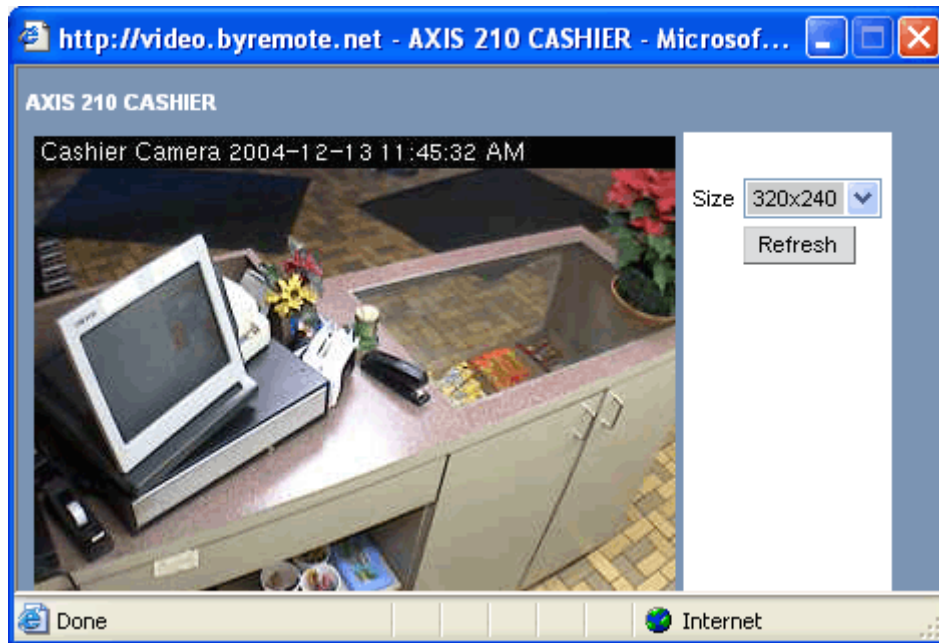 http://video.byremote.net - AXIS 210 CASHIER - Microsof...
AXIS 210 CASHIER
Cashier Camera 2004-12-13 11:45:32 AM
Size 320x240
Refresh
Done
Internet